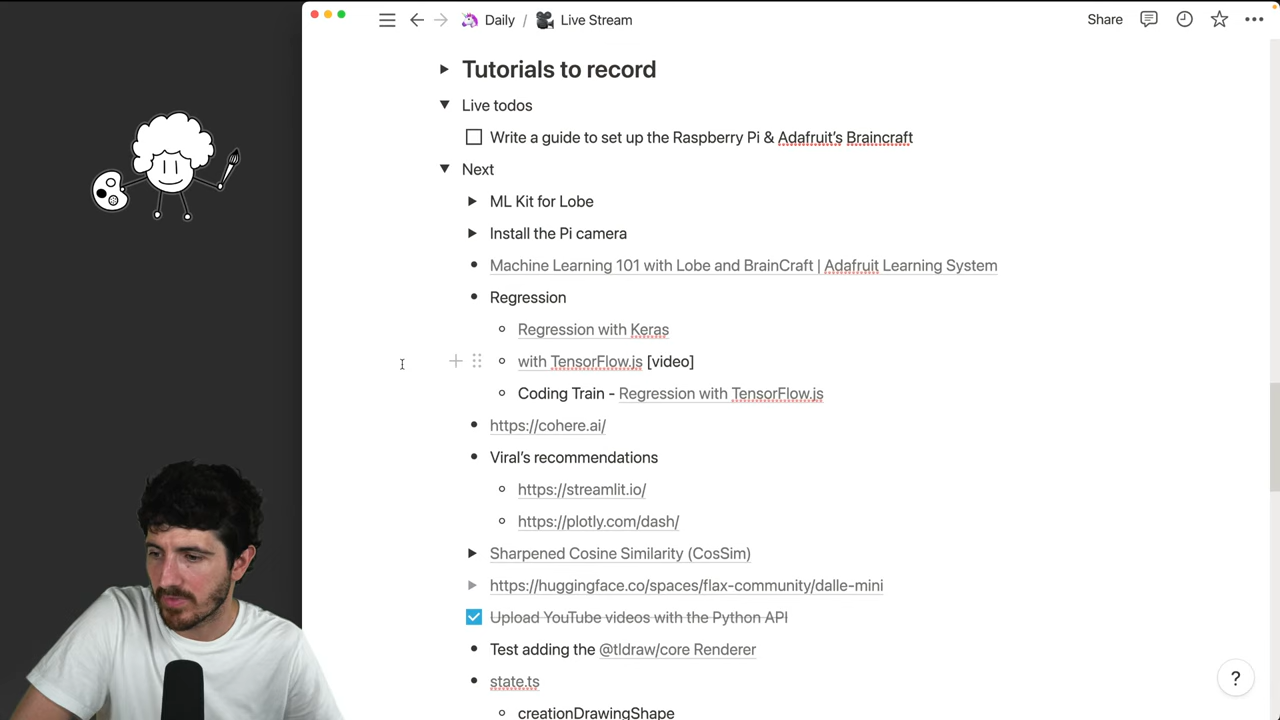 Daily / Live Stream
Share
Tutorials to record
Live todos
Write a guide to set up the Raspberry Pi & Adafruit's Braincraft
Next
ML Kit for Lobe
Install the Pi camera
Machine Learning 101 with Lobe and BrainCraft | Adafruit Learning System
Regression
Regression with Keras
with TensorFlow.js [video]
Coding Train - Regression with TensorFlow.js
https://cohere.ai/
Viral's recommendations
https://streamlit.io/
https://plotly.com/dash/
Sharpened Cosine Similarity (CosSim)
https://huggingface.co/spaces/flax-community/dalle-mini
Upload YouTube videos with the Python API
Test adding the @tldraw/core Renderer
state.ts
creationDrawingShape
?